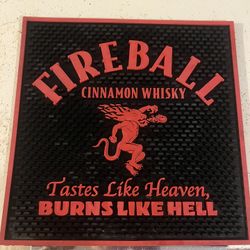 FIREBALL
CINNAMON WHISKY
Tastes Like Heaven,
BURNS LIKE HELL